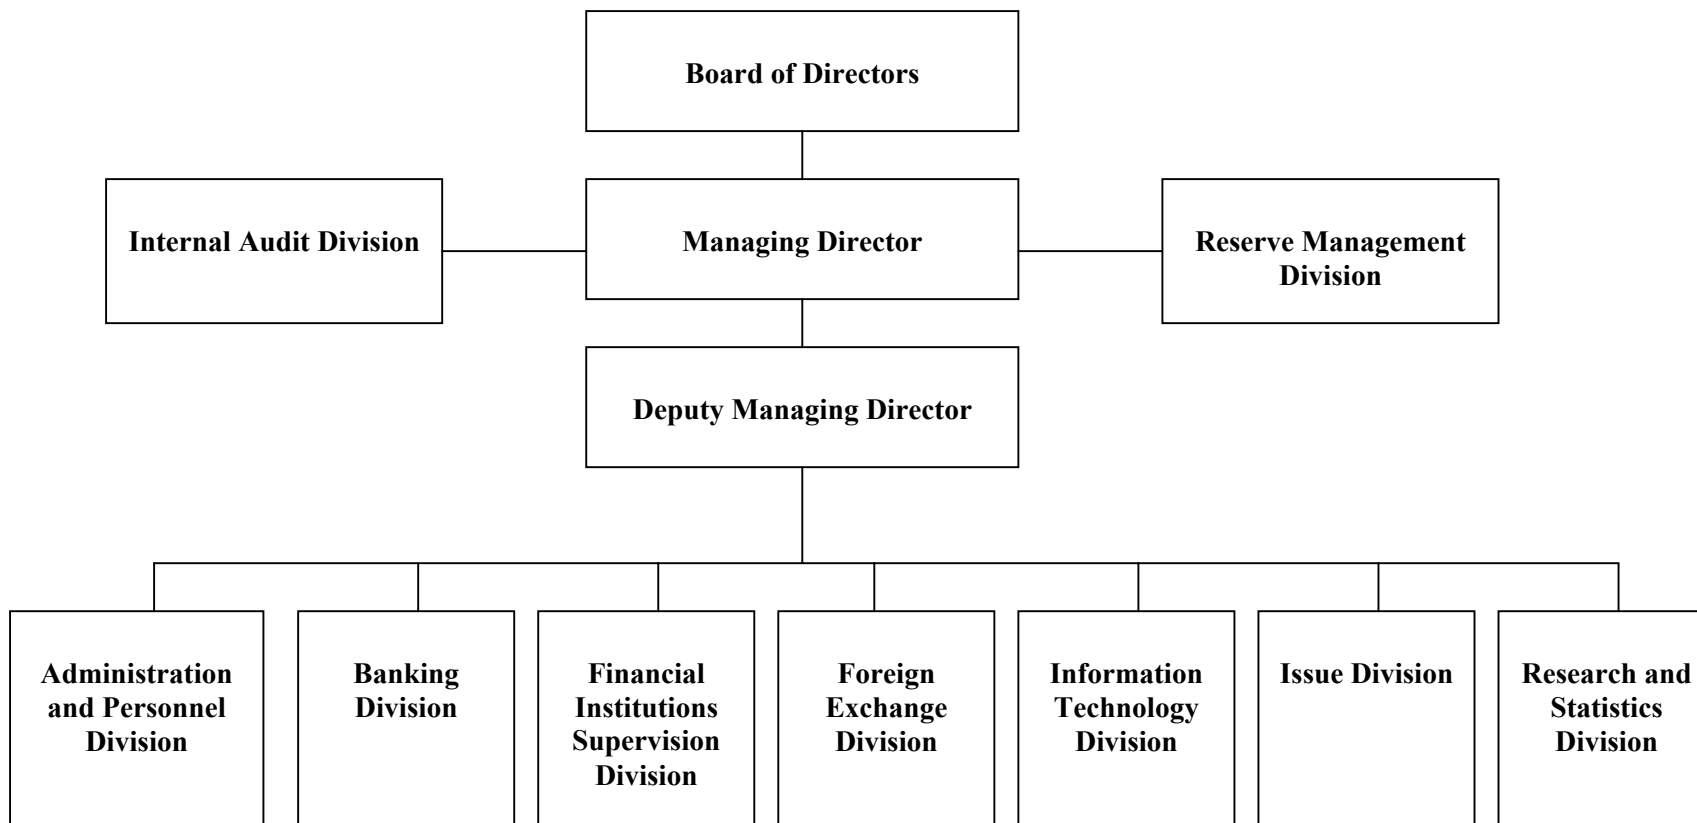 Board of Directors
Internal Audit Division
Managing Director
Reserve Management
Division
Deputy Managing Director
Administration
and Personnel
Division
Banking
Division
Financial
Institutions
Supervision
Division
Foreign
Exchange
Division
Information
Technology
Division
Issue Division
Research and
Statistics
Division